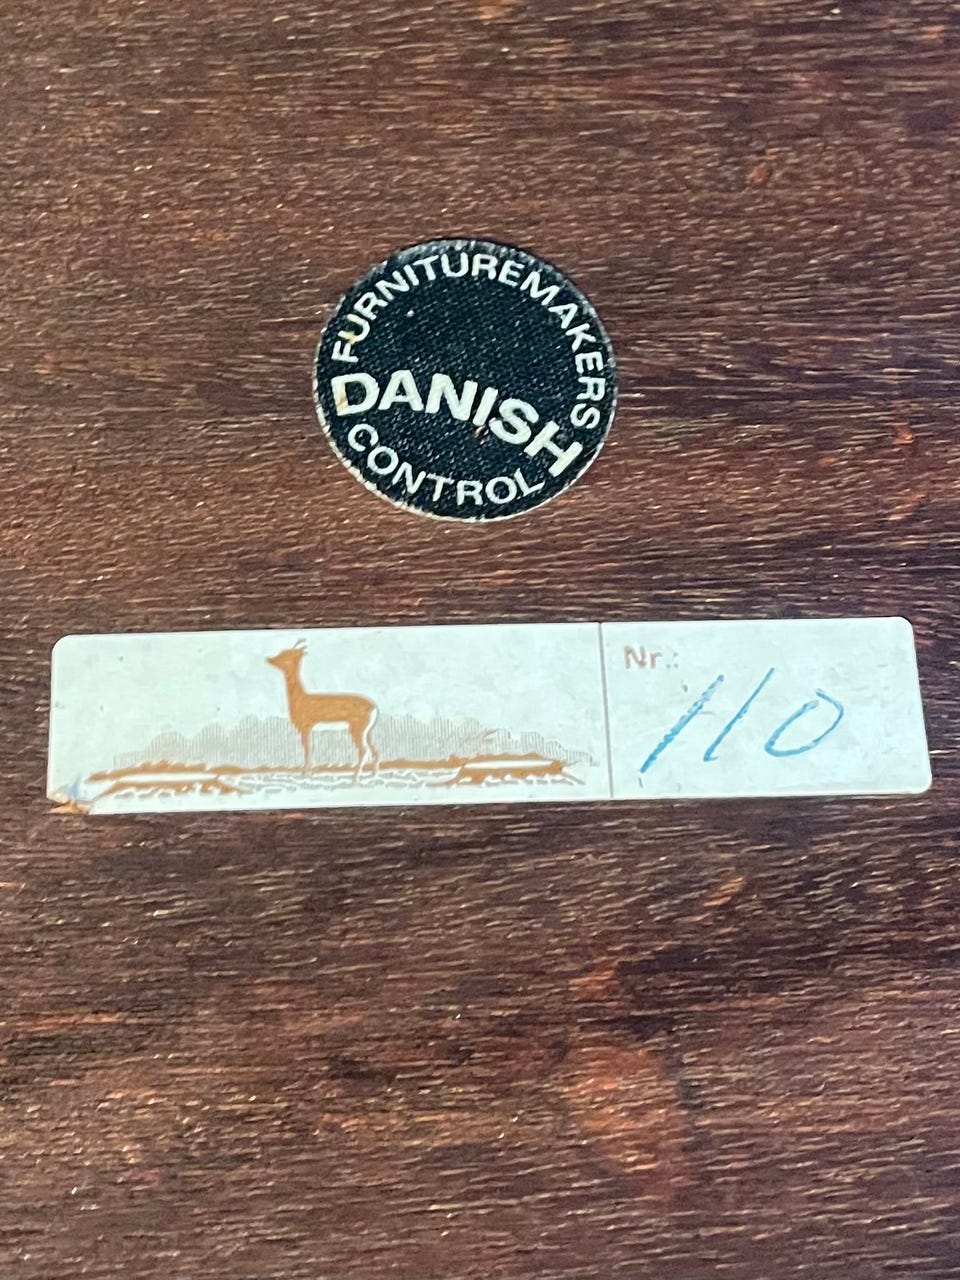 FURNITUREMAKERS
DANISH
CONTROL
Nr.:
110